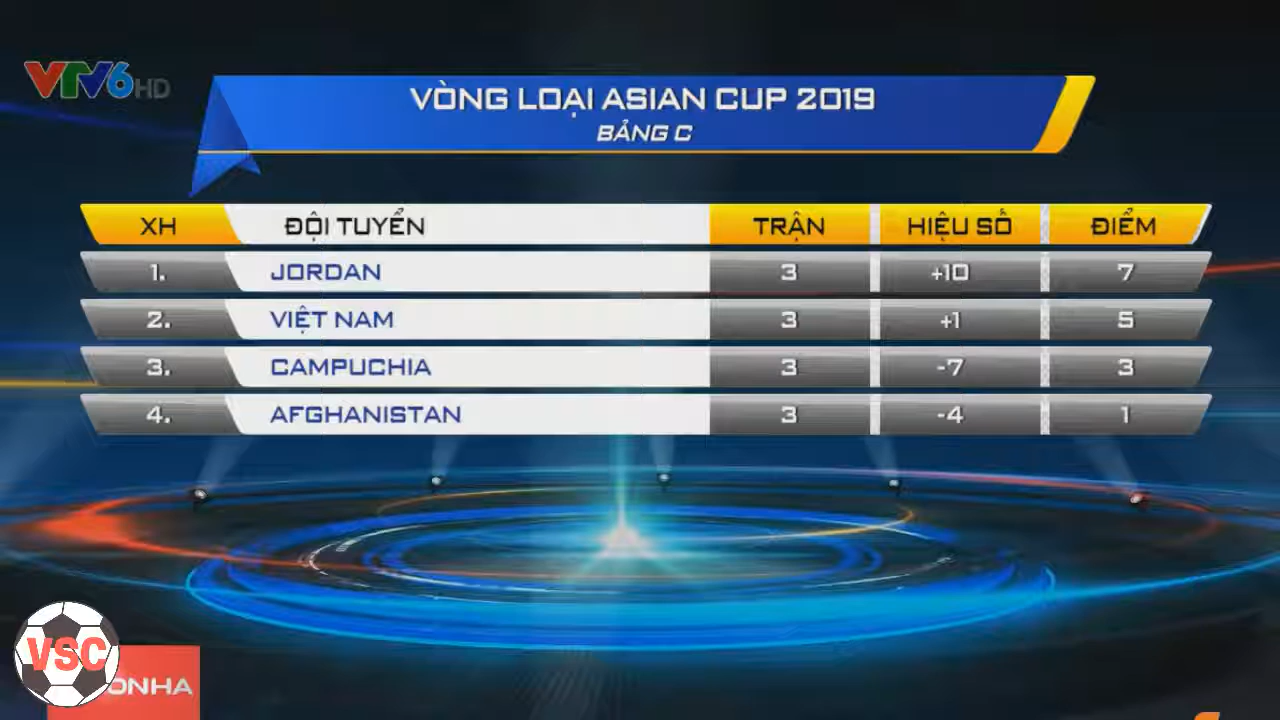 VTV6HD
VÒNG LOẠI ASIAN CUP 2019
BẢNG C
XH ĐỘI TUYỂN TRẬN HIỆU SỐ ĐIỂM
1. JORDAN 3 +10 7
2. VIỆT NAM 3 +1 5
3. CAMPUCHIA 3 -7 3
4. AFGHANISTAN 3 -4 1
VSC